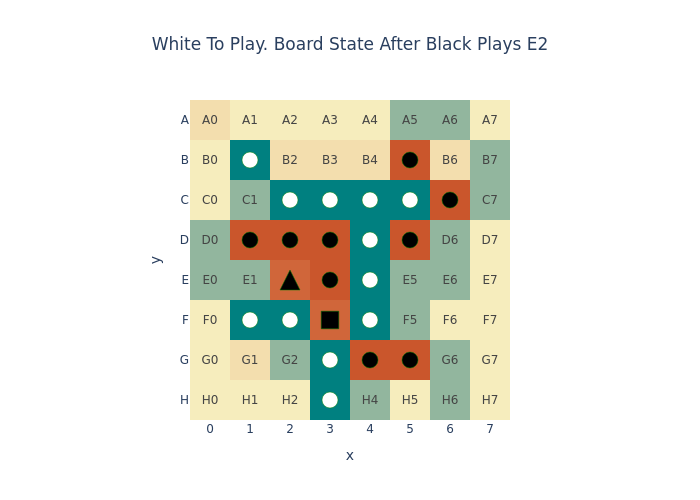 White To Play. Board State After Black Plays E2
A A0 A1 A2 A3 A4 A5 A6 A7
B B0 B2 B3 B4 B6 B7
C C0 C1 C7
D D0 D6 D7
y
E E0 E1 E5 E6 E7
F F0 F5 F6 F7
G G0 G1 G2 G6 G7
H H0 H1 H2 H4 H5 H6 H7
0 1 2 3 4 5 6 7
x